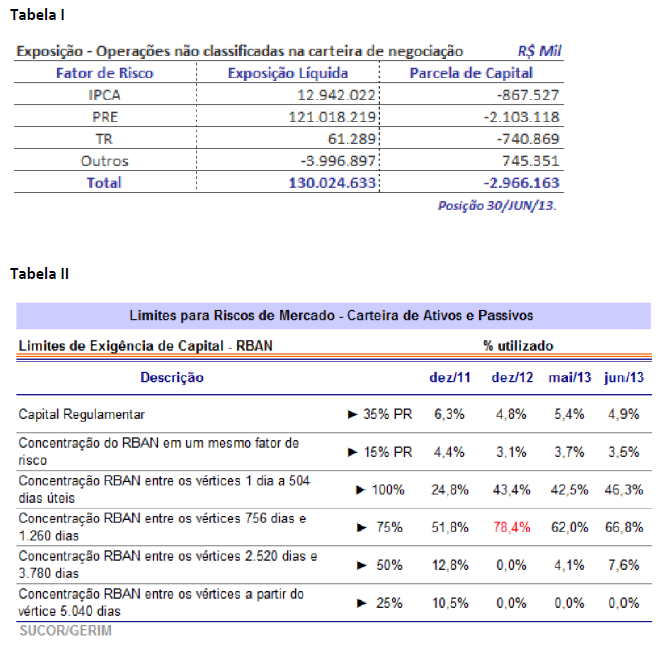 Tabela I
Exposição - Operações não classificadas na carteira de negociação R$ Mil
Fator de Risco Exposição Líquida Parcela de Capital
IPCA 12.942.022 -867.527
PRE 121.018.219 -2.103.118
TR 61.289 -740.869
Outros -3.996.897 745.351
Total 130.024.633 -2.966.163
Posição 30/JUN/13.
Tabela II
Limites para Riscos de Mercado - Carteira de Ativos e Passivos
Limites de Exigência de Capital - RBAN % utilizado
Descrição dez/11 dez/12 mai/13 jun/13
Capital Regulamentar ► 35% PR 6,3% 4,8% 5,4% 4,9%
Concentração do RBAN em um mesmo fator de
risco ► 15% PR 4,4% 3,1% 3,7% 3,5%
Concentração RBAN entre os vértices 1 dia a 504
dias úteis ► 100% 24,8% 43,4% 42,5% 46,3%
Concentração RBAN entre os vértices 756 dias e
1.260 dias ► 75% 51,8% 78,4% 62,0% 66,8%
Concentração RBAN entre os vértices 2.520 dias e
3.780 dias ► 50% 12,8% 0,0% 4,1% 7,6%
Concentração RBAN entre os vértices a partir do
vértice 5.040 dias ► 25% 10,5% 0,0% 0,0% 0,0%
SUCOR/GERIM